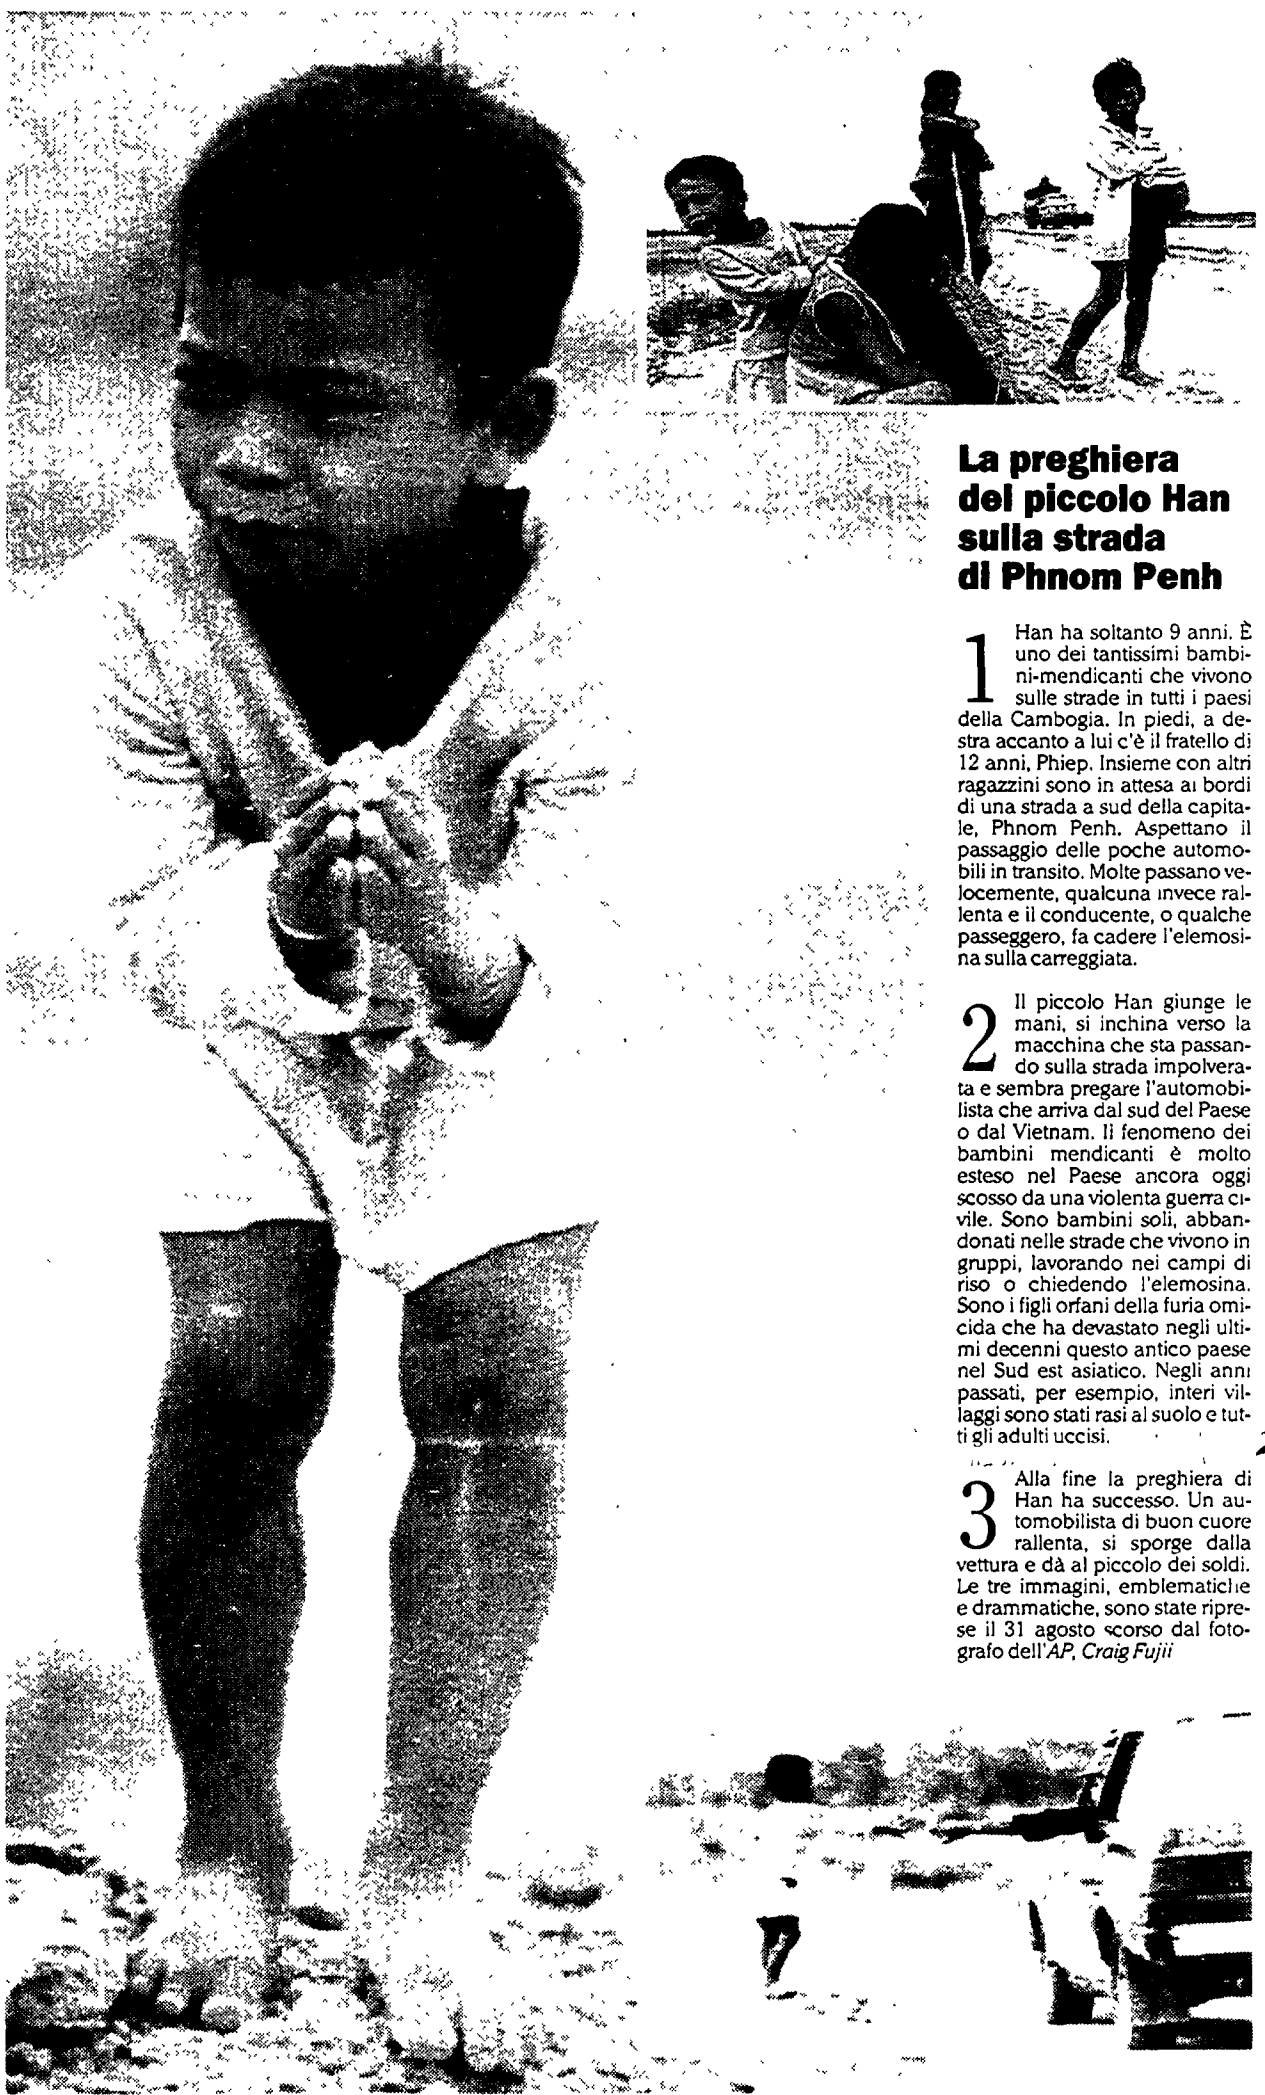 La preghiera
del piccolo Han
sulla strada
di Phnom Penh
1 Han ha soltanto 9 anni. È
uno dei tantissimi bambi-
ni-mendicanti che vivono
sulle strade in tutti i paesi
della Cambogia. In piedi, a de-
stra accanto a lui c'è il fratello di
12 anni, Phiep. Insieme con altri
ragazzini sono in attesa ai bordi
di una strada a sud della capita-
le, Phnom Penh. Aspettano il
passaggio delle poche automo-
bili in transito. Molte passano ve-
locemente, qualcuna invece ral-
lenta e il conducente, o qualche
passeggero, fa cadere l'elemosi-
na sulla carreggiata.
2 Il piccolo Han giunge le
mani, si inchina verso la
macchina che sta passan-
do sulla strada impolvera-
ta e sembra pregare l'automobi-
lista che arriva dal sud del Paese
o dal Vietnam. Il fenomeno dei
bambini mendicanti è molto
esteso nel Paese ancora oggi
scosso da una violenta guerra ci-
vile. Sono bambini soli, abban-
donati nelle strade che vivono in
gruppi, lavorando nei campi di
riso o chiedendo l'elemosina.
Sono i figli orfani della furia omi-
cida che ha devastato negli ulti-
mi decenni questo antico paese
nel Sud est asiatico. Negli anni
passati, per esempio, interi vil-
laggi sono stati rasi al suolo e tut-
ti gli adulti uccisi.
3 Alla fine la preghiera di
Han ha successo. Un au-
tomobilista di buon cuore
rallenta, si sporge dalla
vettura e dà al piccolo dei soldi.
Le tre immagini, emblematiche
e drammatiche, sono state ripre-
se il 31 agosto scorso dal foto-
grafo dell'AP, Craig Fujii